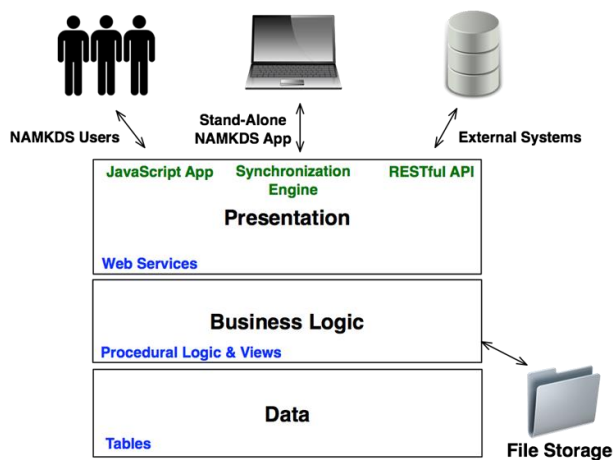 NAMKDS Users
Stand-Alone
NAMKDS App
External Systems
JavaScript App
Synchronization
Engine
RESTful API
Presentation
Web Services
Business Logic
Procedural Logic & Views
Data
Tables
File Storage